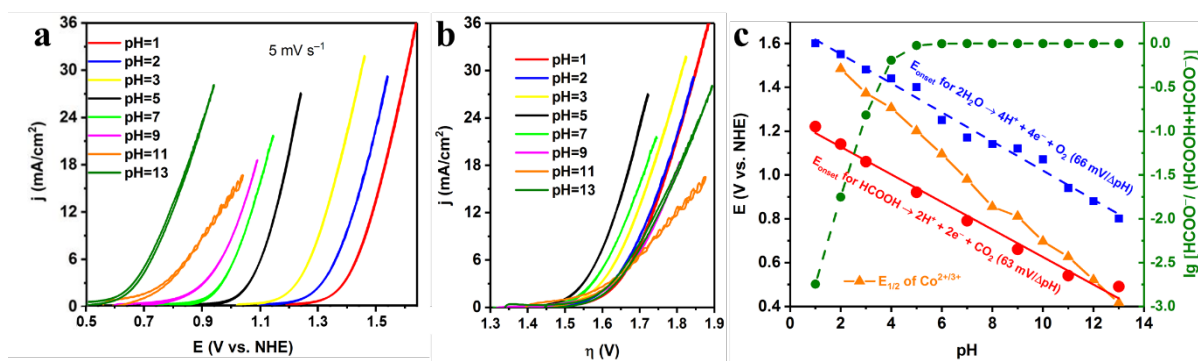 a
5 mV s⁻¹
pH=1
pH=2
pH=3
pH=5
pH=7
pH=9
pH=11
pH=13
j (mA/cm²)
36
30
24
18
12
6
0
0.5 0.7 0.9 1.1 1.3 1.5
E (V vs. NHE)
b
pH=1
pH=2
pH=3
pH=5
pH=7
pH=9
pH=11
pH=13
j (mA/cm²)
36
30
24
18
12
6
0
1.3 1.4 1.5 1.6 1.7 1.8 1.9
η (V)
c
E (V vs. NHE)
1.6
1.4
1.2
1.0
0.8
0.6
0.4
E_onset for 2H₂O → 4H⁺ + 4e⁻ + O₂ (66 mV/ΔpH)
E_onset for HCOOH → 2H⁺ + 2e⁻ + CO₂ (63 mV/ΔpH)
E₁/₂ of Co²⁺/³⁺
0 2 4 6 8 10 12 14
pH
0.0
-0.5
-1.0
-1.5
-2.0
-2.5
-3.0
lg [HCOO⁻/ (HCOOH+HCOO⁻)]